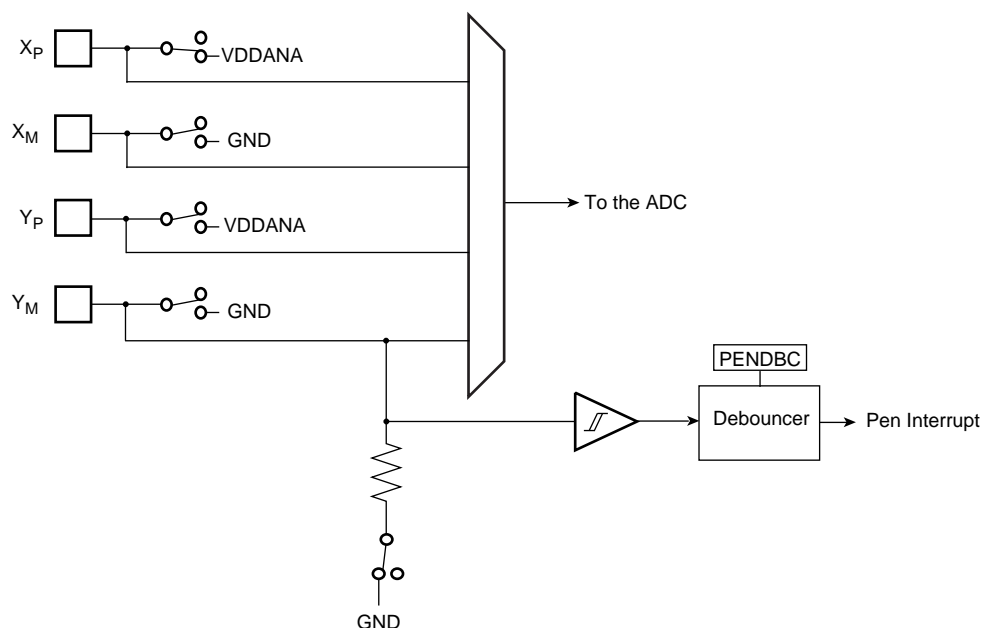 XP
VDDANA
XM
GND
To the ADC
YP
VDDANA
YM
GND
PENDBC
Debouncer
Pen Interrupt
GND